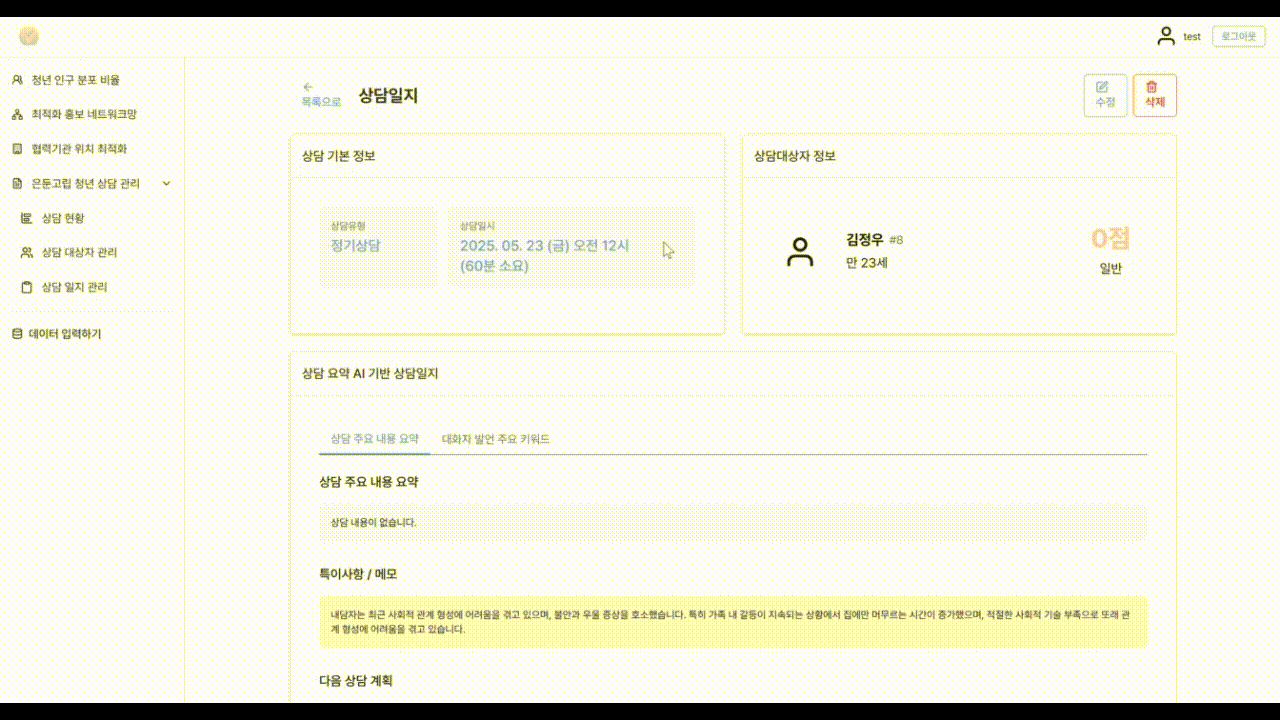 test
로그아웃
청년 인구 분포 비율
최적화 홍보 네트워크망
협력기관 위치 최적화
은둔고립 청년 상담 관리
상담 현황
상담 대상자 관리
상담 일지 관리
데이터 입력하기
목록으로
상담일지
수정
삭제
상담 기본 정보
상담유형
정기상담
상담일시
2025. 05. 23 (금) 오전 12시
(60분 소요)
상담대상자 정보
김정우 #8
만 23세
0점
일반
상담 요약 AI 기반 상담일지
상담 주요 내용 요약
대화자 발언 주요 키워드
상담 주요 내용 요약
상담 내용이 없습니다.
특이사항 / 메모
내담자는 최근 사회적 관계 형성에 어려움을 겪고 있으며, 불안과 우울 증상을 호소했습니다. 특히 가족 내 갈등이 지속되는 상황에서 집에만 머무르는 시간이 증가했으며, 적절한 사회적 기술 부족으로 또래 관
계 형성에 어려움을 겪고 있습니다.
다음 상담 계획